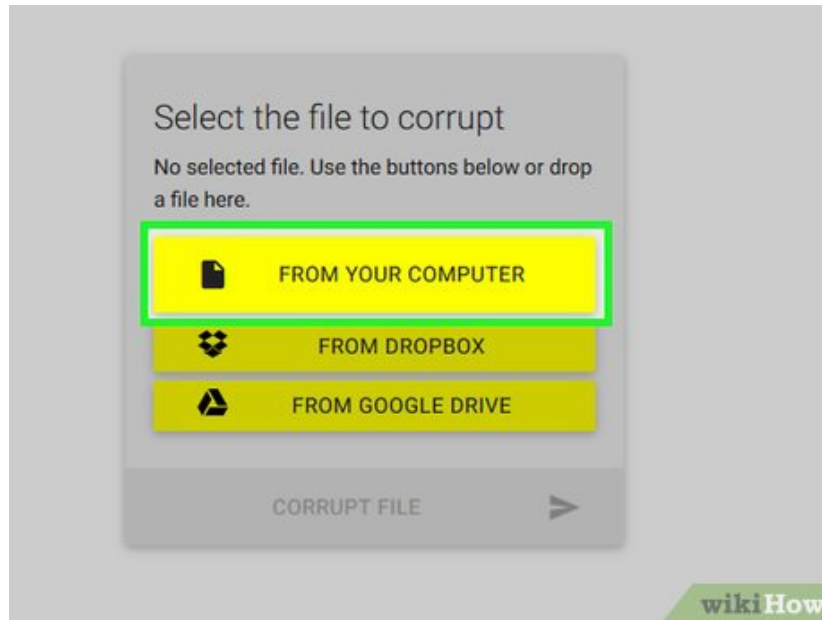 Select the file to corrupt
No selected file. Use the buttons below or drop
a file here.
FROM YOUR COMPUTER
FROM DROPBOX
FROM GOOGLE DRIVE
CORRUPT FILE
wikiHow